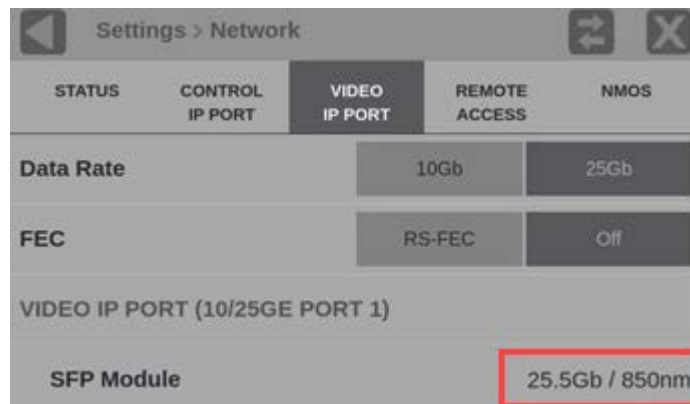 Settings > Network
STATUS
CONTROL
IP PORT
VIDEO
IP PORT
REMOTE
ACCESS
NMOS
Data Rate
10Gb
25Gb
FEC
RS-FEC
Off
VIDEO IP PORT (10/25GE PORT 1)
SFP Module
25.5Gb / 850nm